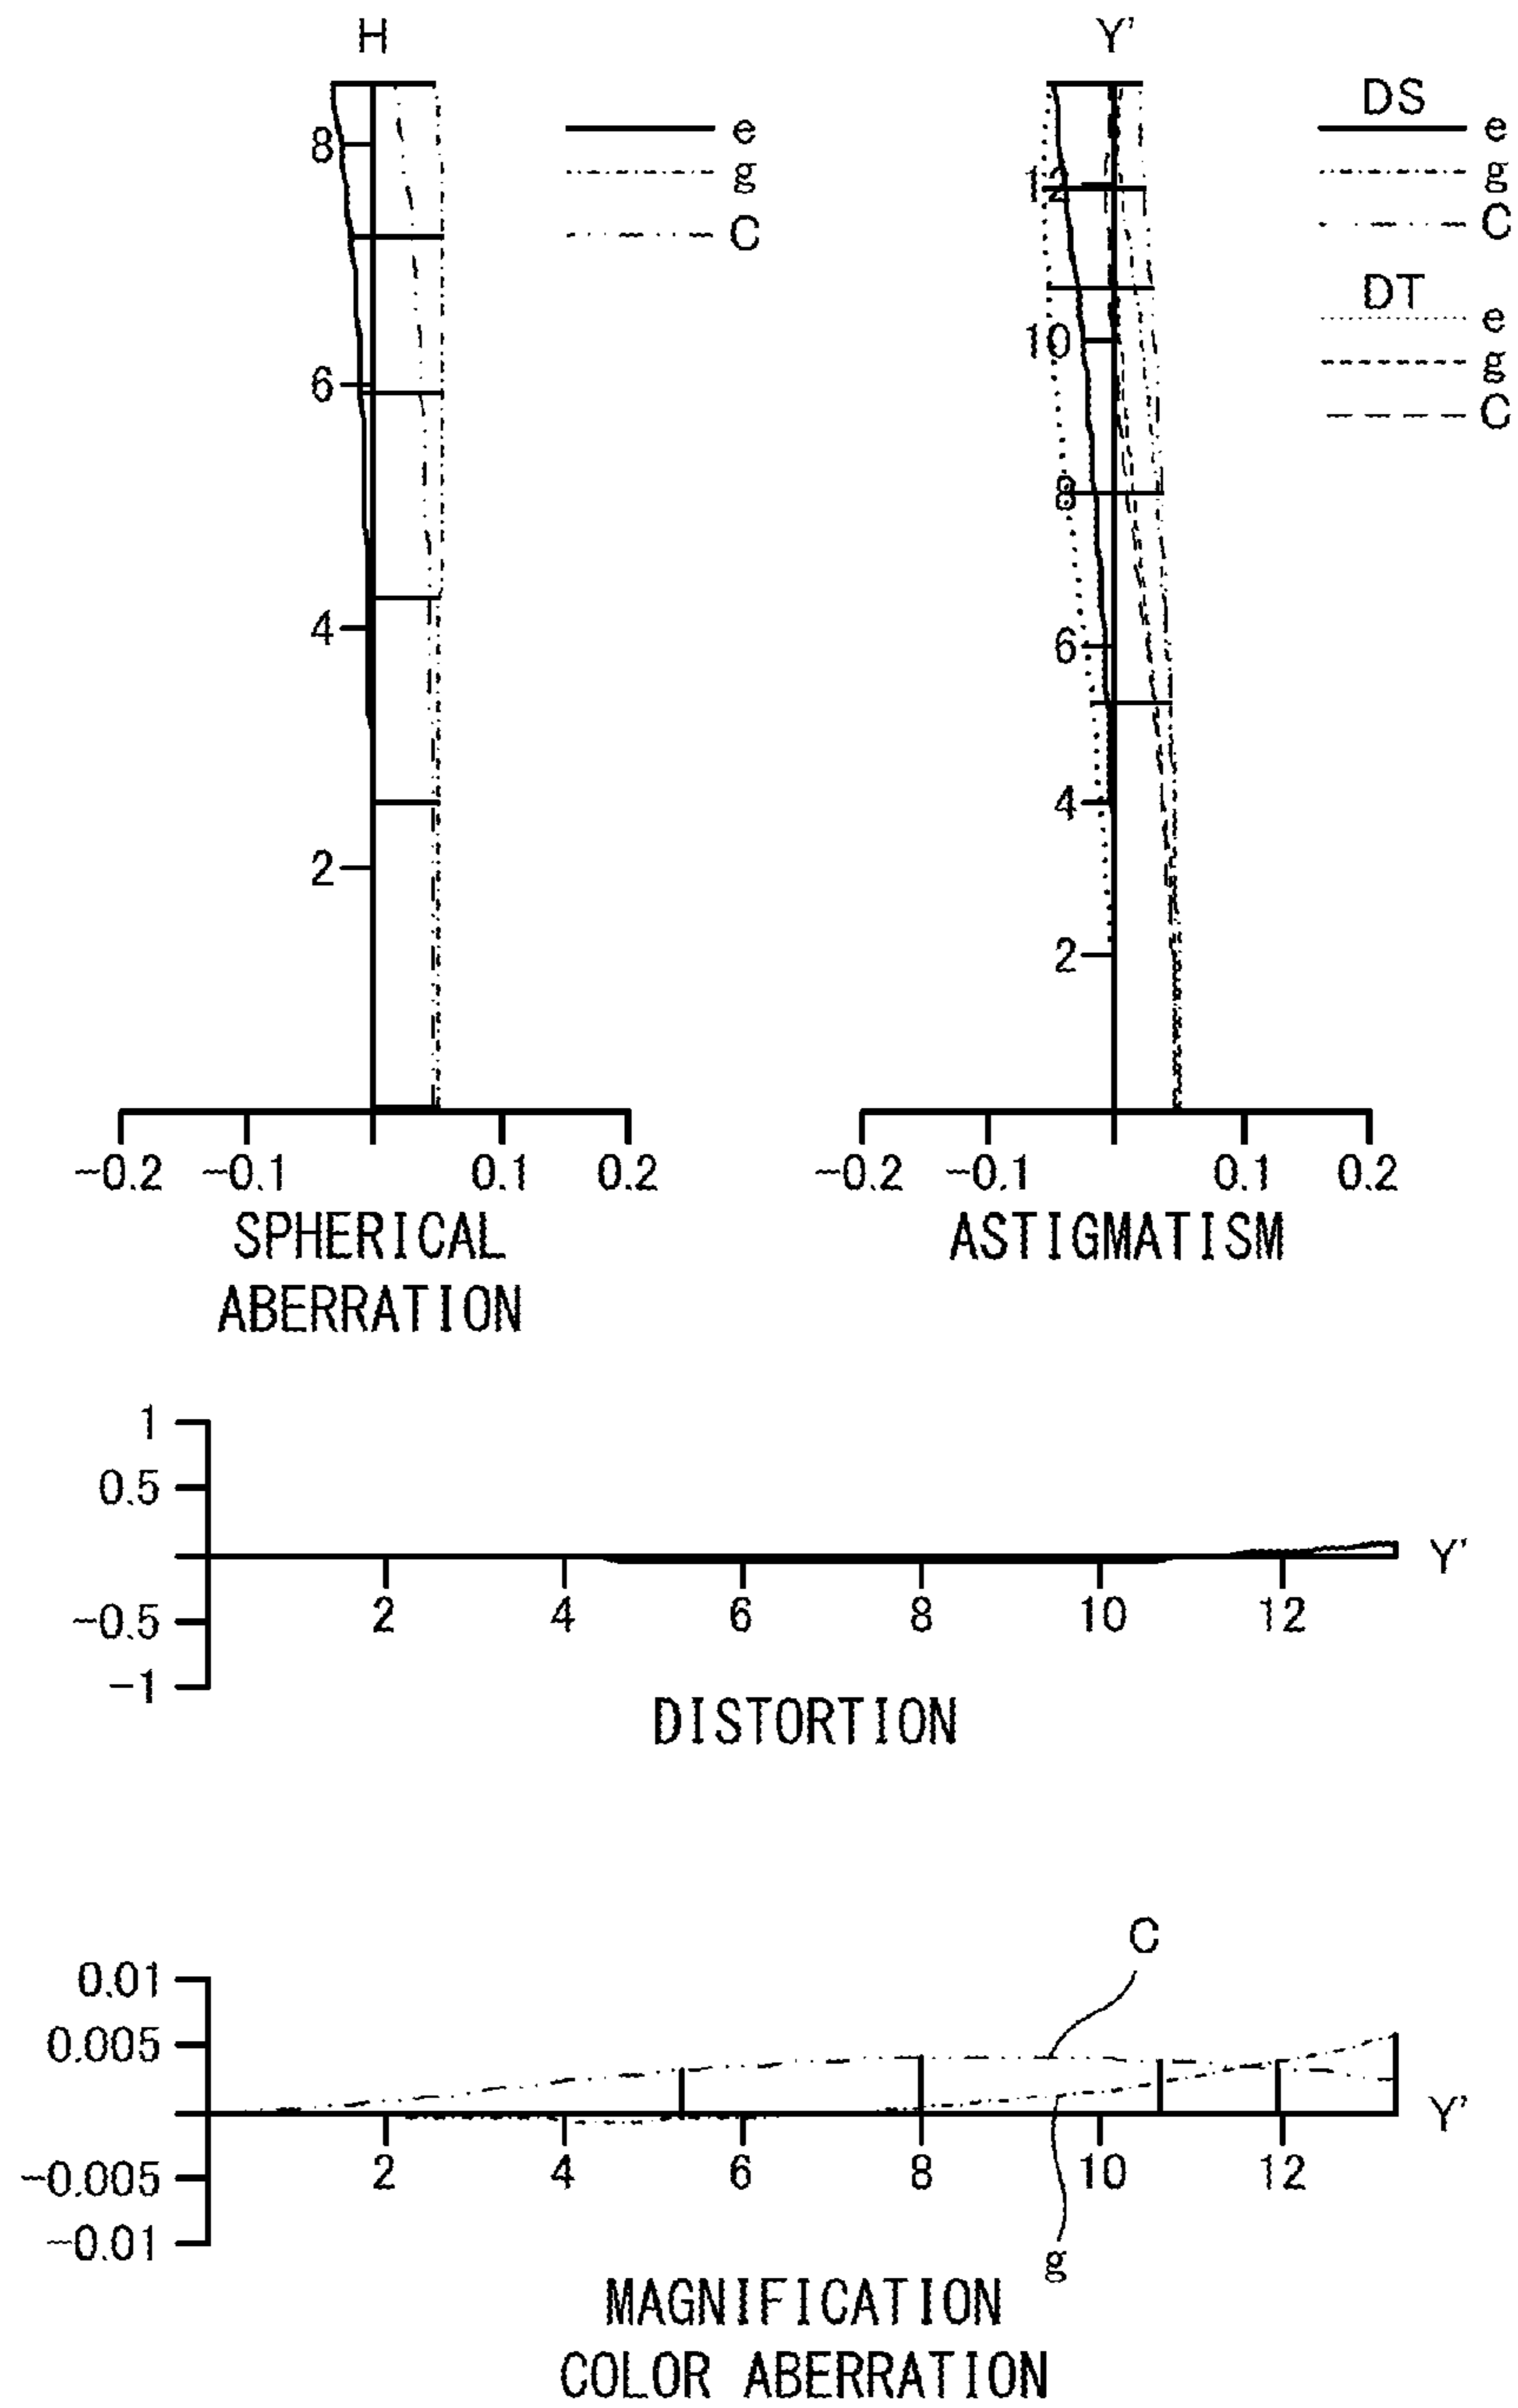 H
8
6
4
2
-0.2 -0.1 0.1 0.2
SPHERICAL
ABERRATION
e
g
C
Y'
12
10
8
6
4
2
-0.2 -0.1 0.1 0.2
ASTIGMATISM
DS
e
g
C
DT
e
g
C
1
0.5
-0.5
-1
2 4 6 8 10 12
Y'
DISTORTION
0.01
0.005
-0.005
-0.01
2 4 6 8 10 12
Y'
C
g
MAGNIFICATION
COLOR ABERRATION